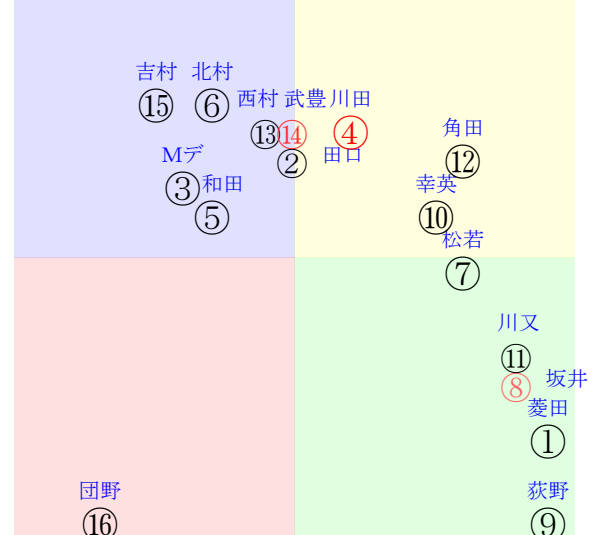 吉村 北村
西村 武豊 川田
⑮ ⑥
⑬ ⑭ ④ 角田
Mデ ② 田口 ⑫
③ 和田 幸英
⑤ ⑩
松若
⑦
川又
⑪
⑧ 坂井
菱田
①
団野 荻野
⑯ ⑨